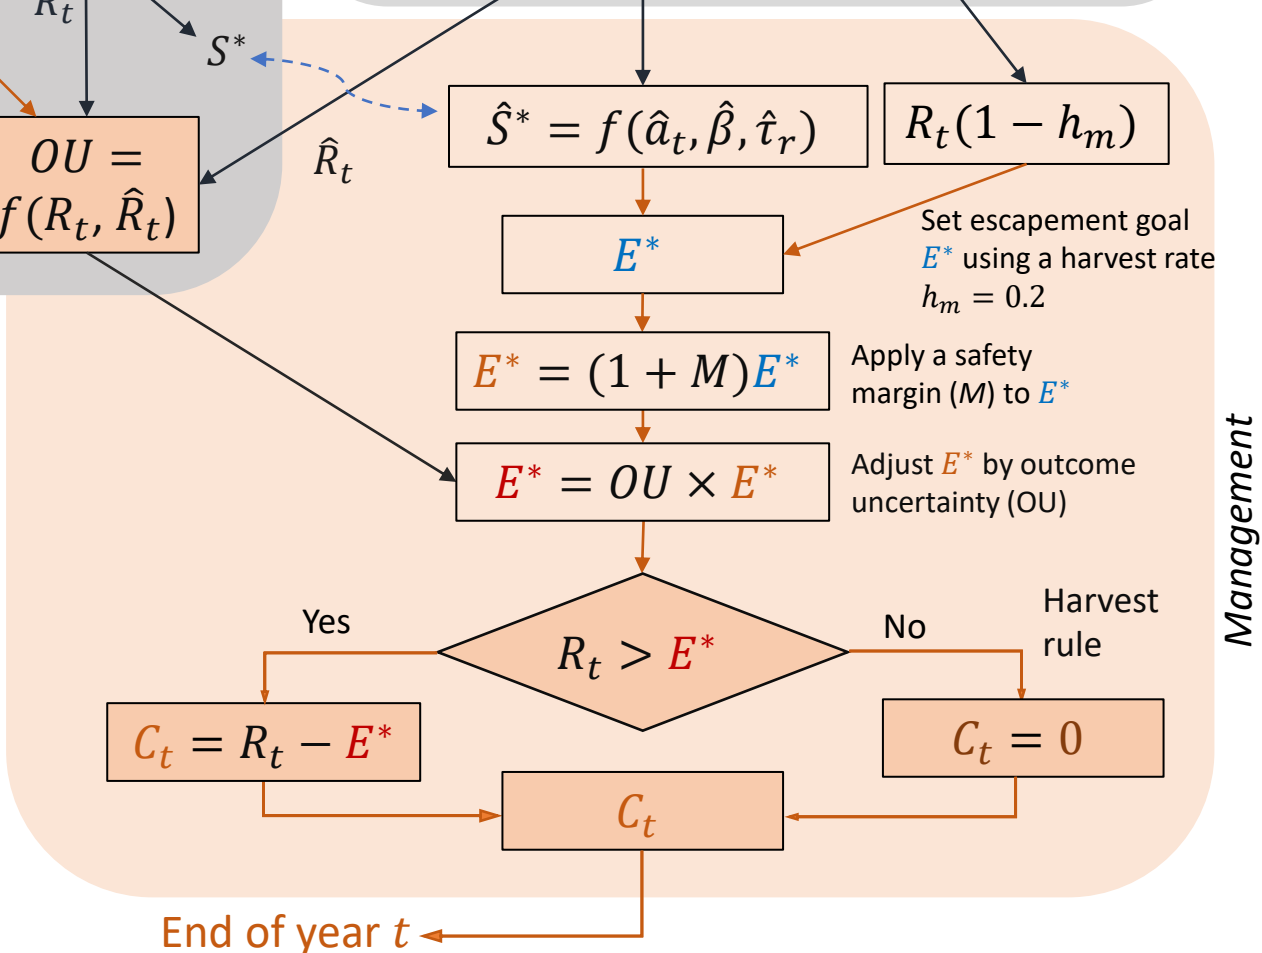 R_t
S*
OU =
f(R_t, R̂_t)
R̂_t
Ŝ* = f(â_t, β̂, τ̂_r)
R_t(1 − h_m)
Set escapement goal
E* using a harvest rate
h_m = 0.2
E*
E* = (1 + M)E*
Apply a safety
margin (M) to E*
E* = OU × E*
Adjust E* by outcome
uncertainty (OU)
Management
R_t > E*
Yes
No
Harvest
rule
C_t = R_t − E*
C_t = 0
C_t
End of year t